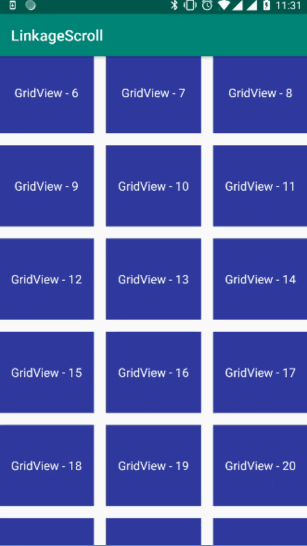 11:31
LinkageScroll
GridView - 6
GridView - 7
GridView - 8
GridView - 9
GridView - 10
GridView - 11
GridView - 12
GridView - 13
GridView - 14
GridView - 15
GridView - 16
GridView - 17
GridView - 18
GridView - 19
GridView - 20